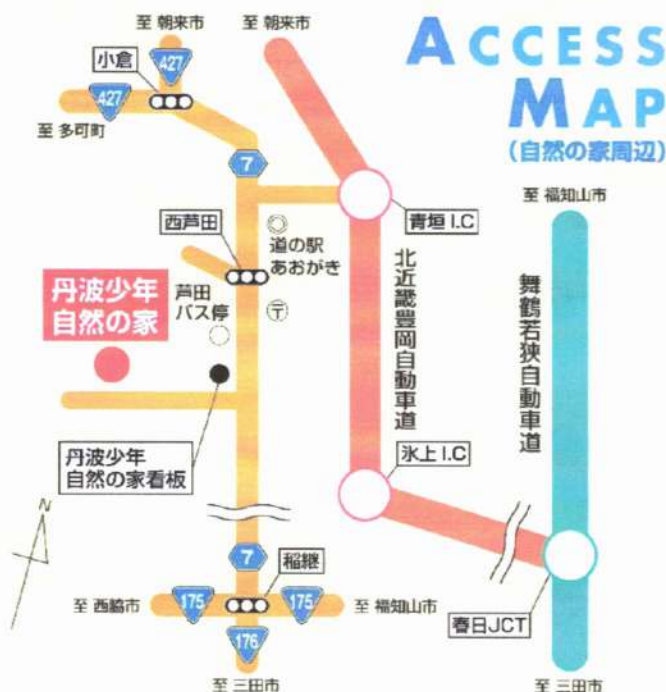 ACCESS
MAP
(自然の家周辺)
至 朝来市
至 朝来市
小倉
427
427
至 多可町
7
至 福知山市
青垣 I.C
西芦田
道の駅
あおがき
丹波少年
自然の家
芦田
バス停
〒
北近畿豊岡自動車道
舞鶴若狭自動車道
丹波少年
自然の家看板
氷上 I.C
N
7
稲継
至 西脇市
175
175
至 福知山市
176
春日JCT
至 三田市
至 三田市